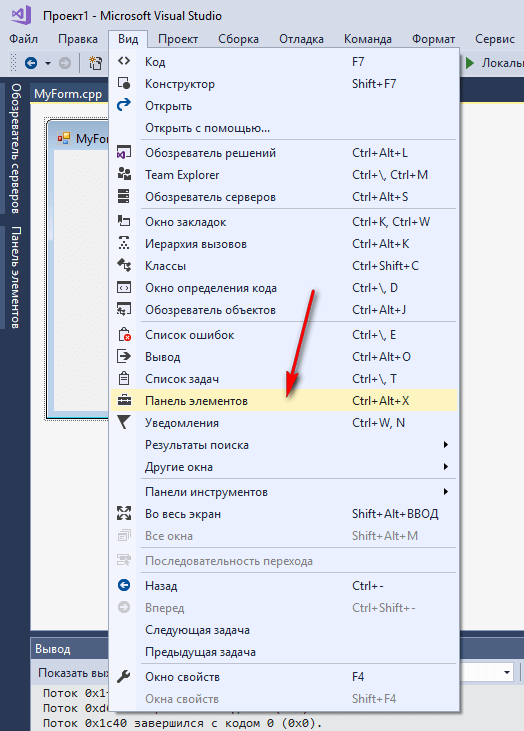 Проект1 - Microsoft Visual Studio
Файл Правка Вид Проект Сборка Отладка Команда Формат Сервис
Обозреватель серверов
Панель элементов
MyForm.cpp
Код F7
Конструктор Shift+F7
Открыть
Открыть с помощью...
Обозреватель решений Ctrl+Alt+L
Team Explorer Ctrl+\, Ctrl+M
Обозреватель серверов Ctrl+Alt+S
Окно закладок Ctrl+K, Ctrl+W
Иерархия вызовов Ctrl+Alt+K
Классы Ctrl+Shift+C
Окно определения кода Ctrl+\, D
Обозреватель объектов Ctrl+Alt+J
Список ошибок Ctrl+\, E
Вывод Ctrl+Alt+O
Список задач Ctrl+\, T
Панель элементов Ctrl+Alt+X
Уведомления Ctrl+W, N
Результаты поиска
Другие окна
Панели инструментов
Во весь экран Shift+Alt+ВВОД
Все окна Shift+Alt+M
Последовательность перехода
Назад Ctrl+-
Вперед Ctrl+Shift+-
Следующая задача
Предыдущая задача
Окно свойств F4
Окна свойств Shift+F4
Вывод
Показать
Поток
Поток
Поток 0x1c40 завершился с кодом 0 (0x0).